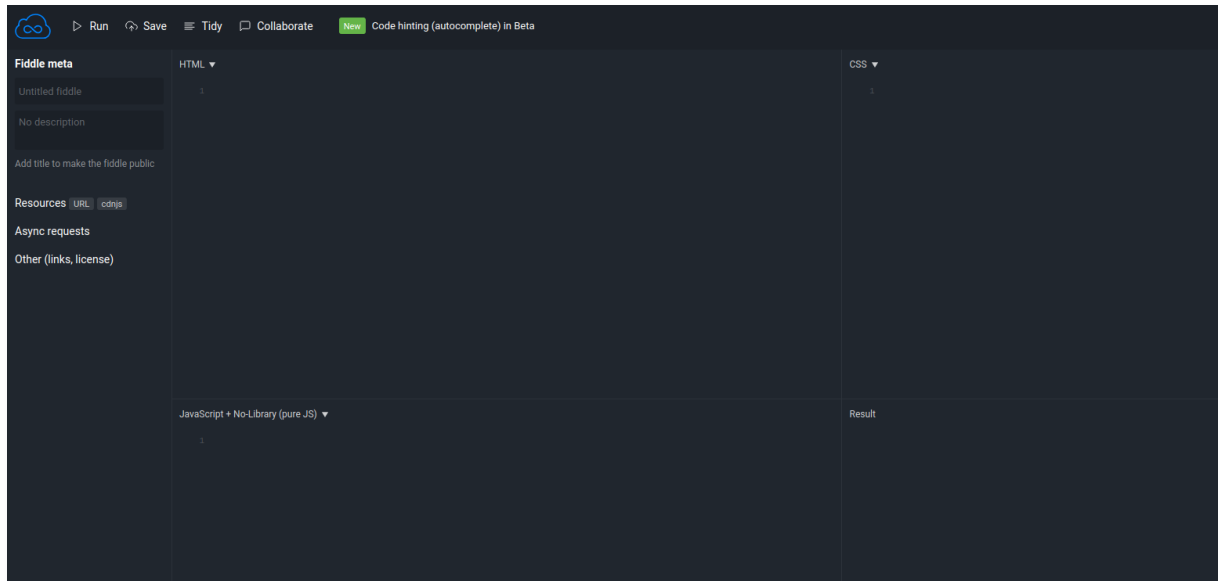 Run Save Tidy Collaborate New Code hinting (autocomplete) in Beta
Fiddle meta
Untitled fiddle
No description
Add title to make the fiddle public
Resources URL cdnjs
Async requests
Other (links, license)
HTML ▼
1
CSS ▼
1
JavaScript + No-Library (pure JS) ▼
1
Result